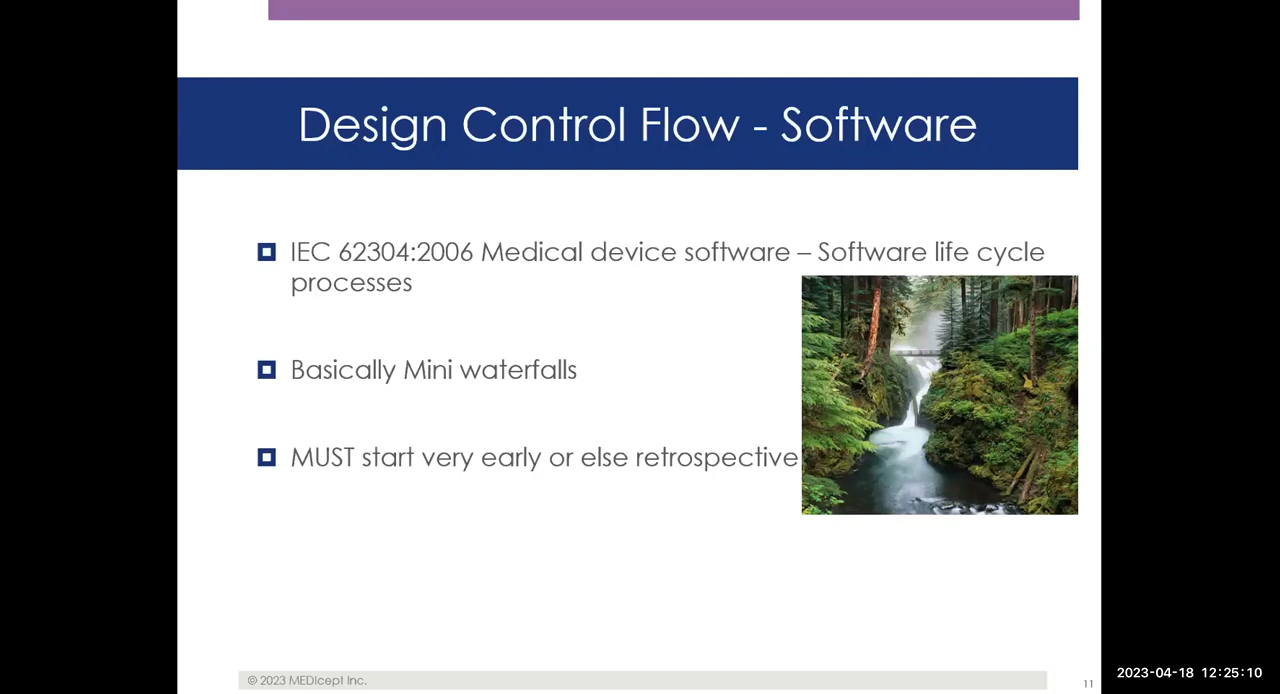 Design Control Flow - Software
IEC 62304:2006 Medical device software – Software life cycle
processes
Basically Mini waterfalls
MUST start very early or else retrospective
© 2023 MEDIcept Inc.
11
2023-04-18 12:25:10